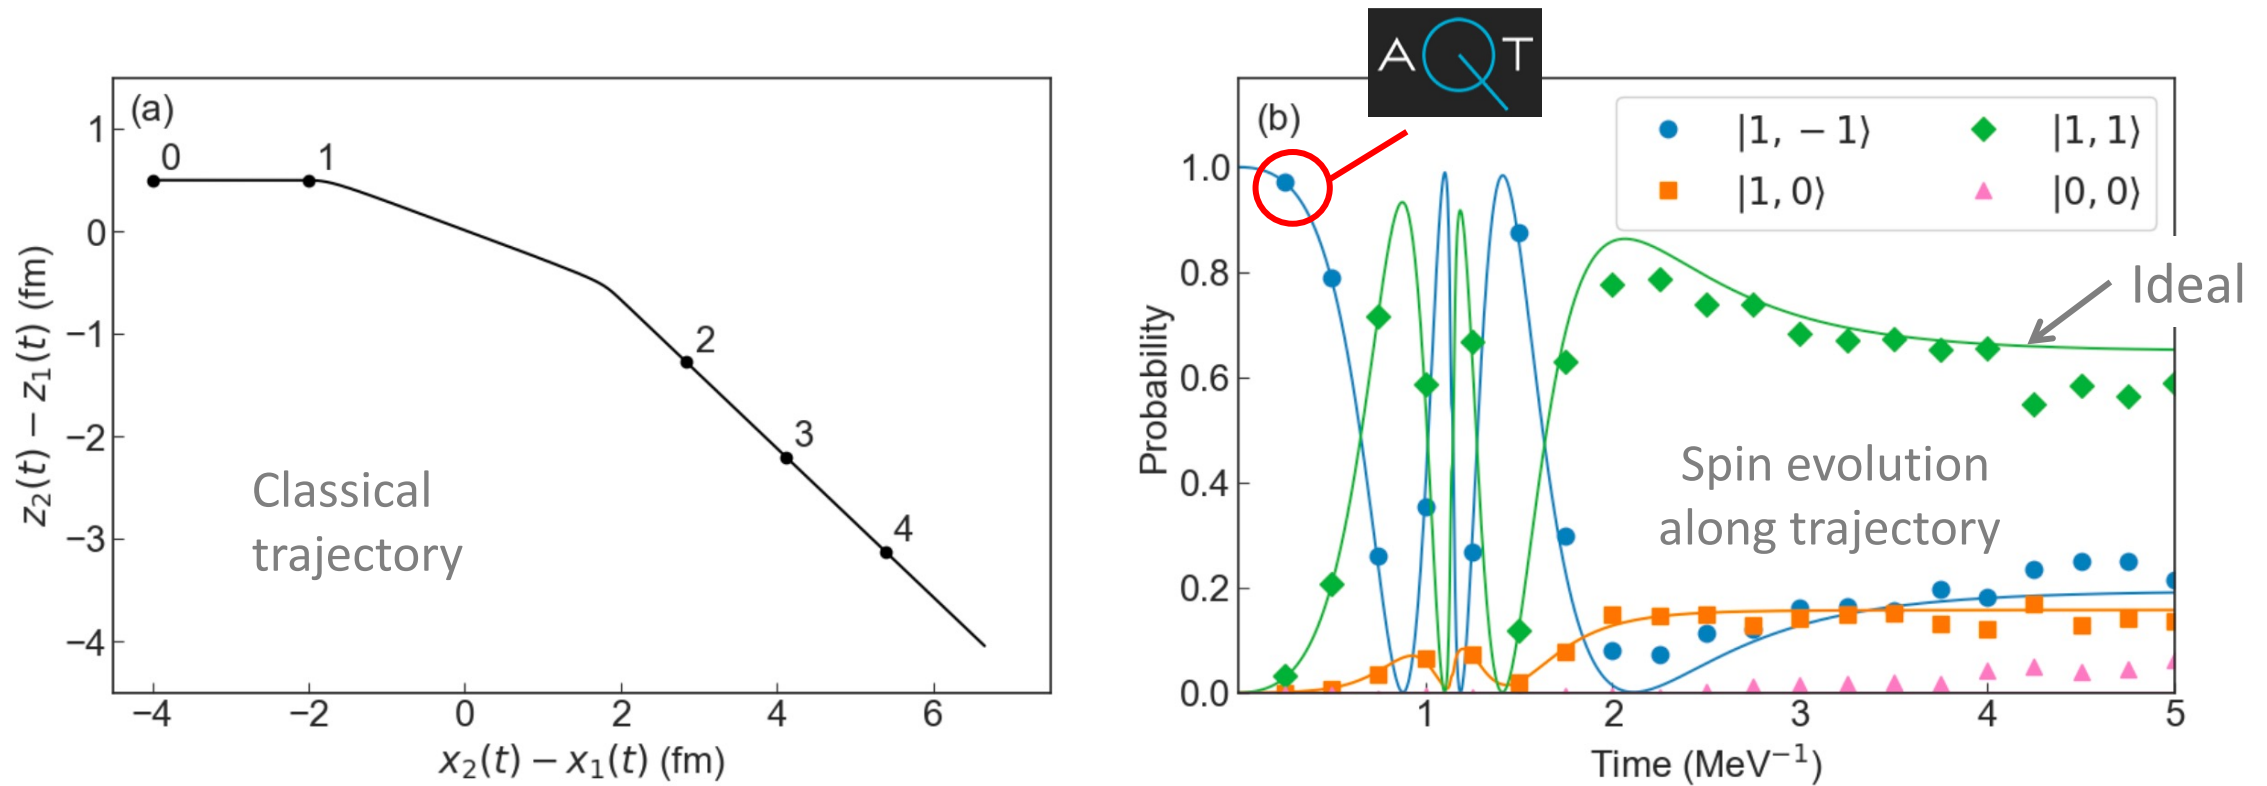 (a)
1
0
−1
−2
−3
−4
z₂(t) − z₁(t) (fm)
0
1
2
3
4
Classical
trajectory
−4
−2
0
2
4
6
x₂(t) − x₁(t) (fm)
AQT
(b)
|1, −1⟩
|1, 1⟩
|1, 0⟩
|0, 0⟩
1.0
0.8
0.6
0.4
0.2
0.0
Probability
Ideal
Spin evolution
along trajectory
1
2
3
4
5
Time (MeV⁻¹)